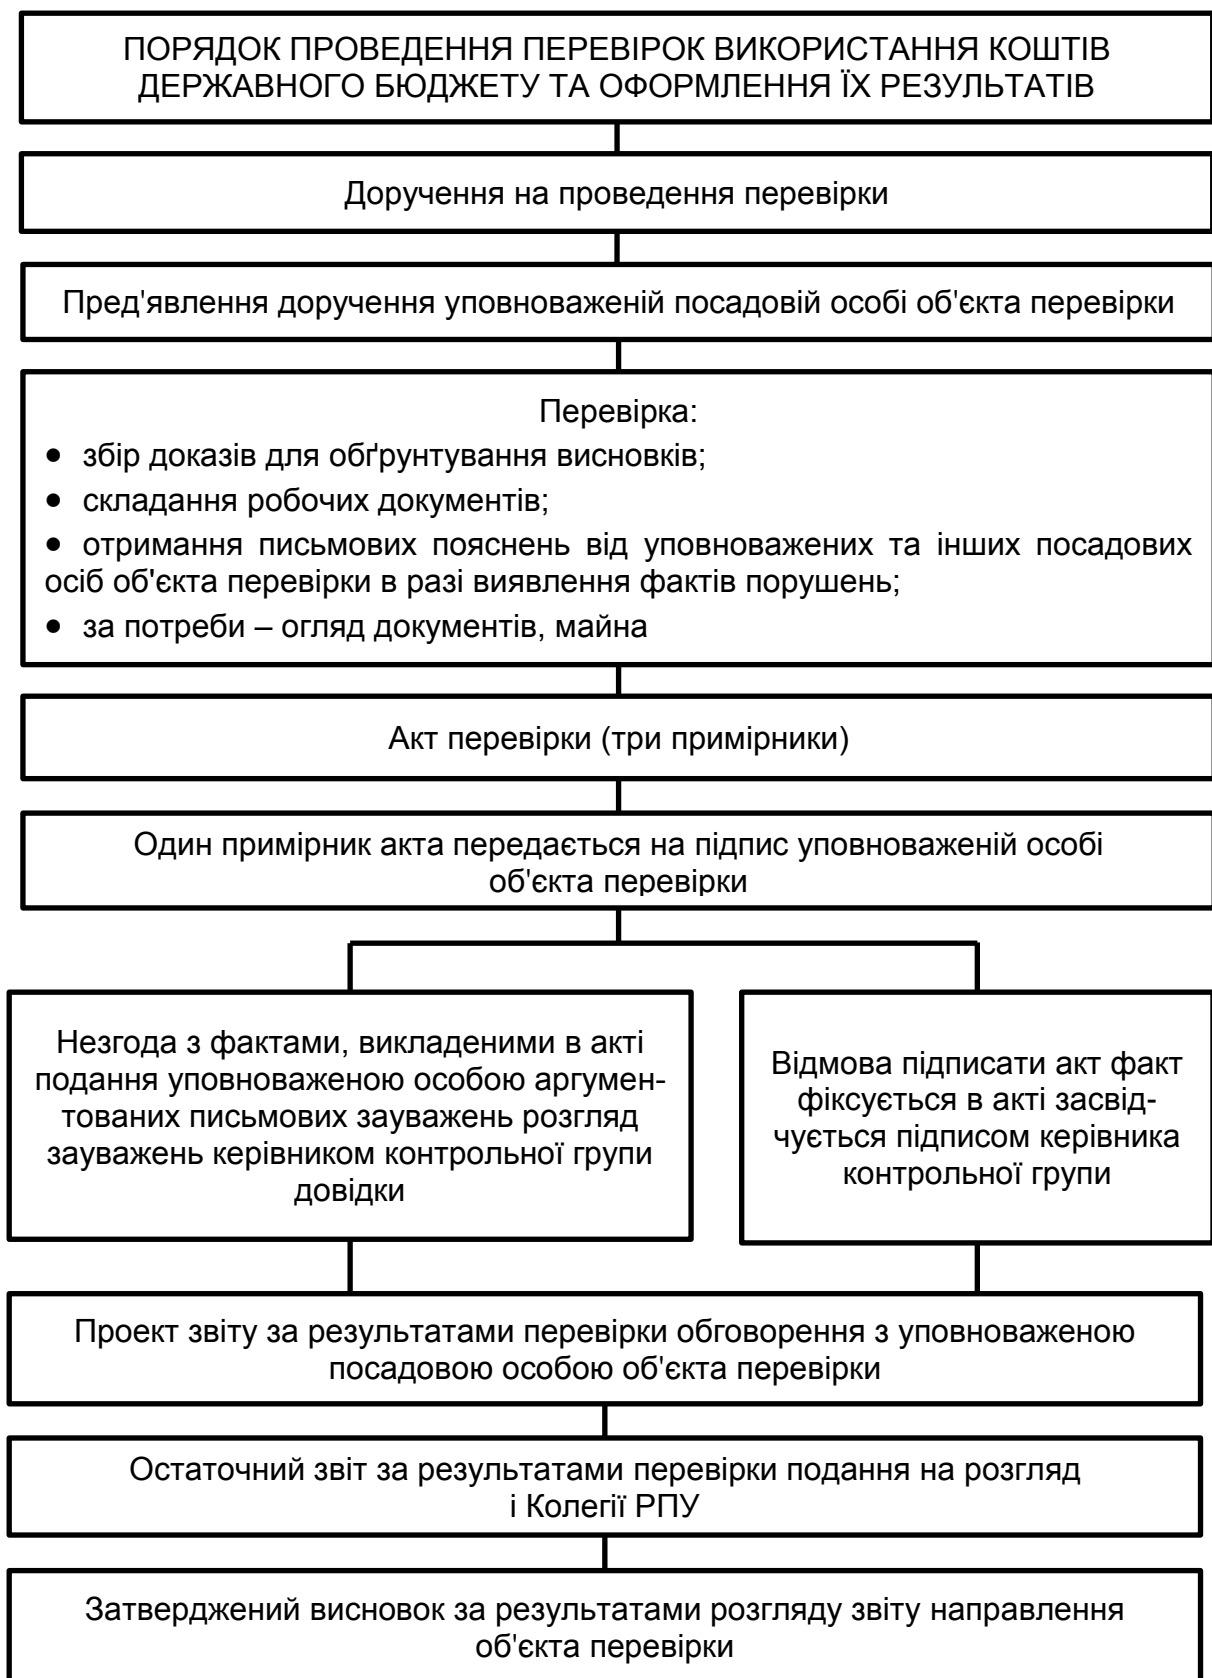 ПОРЯДОК ПРОВЕДЕННЯ ПЕРЕВІРОК ВИКОРИСТАННЯ КОШТІВ
ДЕРЖАВНОГО БЮДЖЕТУ ТА ОФОРМЛЕННЯ ЇХ РЕЗУЛЬТАТІВ
Доручення на проведення перевірки
Пред'явлення доручення уповноваженій посадовій особі об'єкта перевірки
Перевірка:
• збір доказів для обґрунтування висновків;
• складання робочих документів;
• отримання письмових пояснень від уповноважених та інших посадових
осіб об'єкта перевірки в разі виявлення фактів порушень;
• за потреби – огляд документів, майна
Акт перевірки (три примірники)
Один примірник акта передається на підпис уповноваженій особі
об'єкта перевірки
Незгода з фактами, викладеними в акті
подання уповноваженою особою аргумен-
тованих письмових зауважень розгляд
зауважень керівником контрольної групи
довідки
Відмова підписати акт факт
фіксується в акті засвід-
чується підписом керівника
контрольної групи
Проект звіту за результатами перевірки обговорення з уповноваженою
посадовою особою об'єкта перевірки
Остаточний звіт за результатами перевірки подання на розгляд
і Колегії РПУ
Затверджений висновок за результатами розгляду звіту направлення
об'єкта перевірки